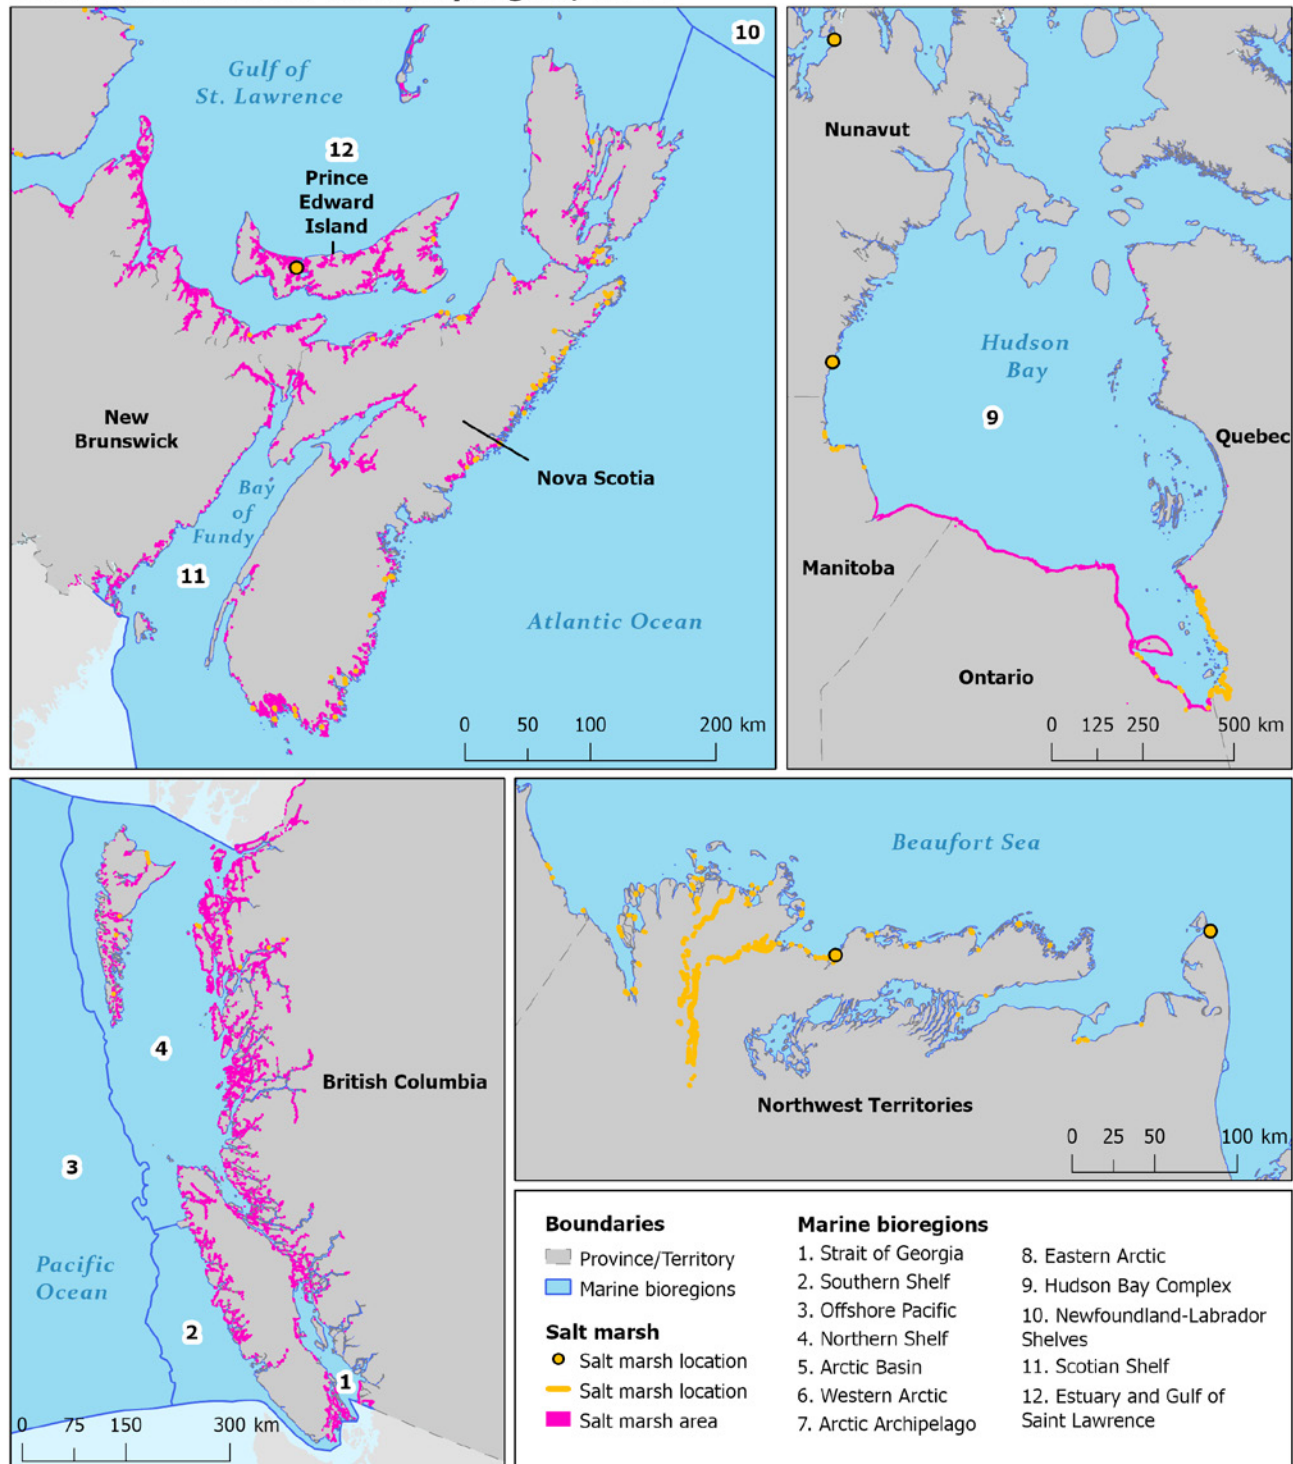 10
Gulf of
St. Lawrence
12
Prince
Edward
Island
New
Brunswick
Nova Scotia
Bay
of
Fundy
11
Atlantic Ocean
0 50 100 200 km
Nunavut
Hudson
Bay
9
Quebec
Manitoba
Ontario
0 125 250 500 km
4
British Columbia
3
Pacific
Ocean
2
1
0 75 150 300 km
Beaufort Sea
Northwest Territories
0 25 50 100 km
Boundaries
Province/Territory
Marine bioregions
Salt marsh
Salt marsh location
Salt marsh location
Salt marsh area
Marine bioregions
1. Strait of Georgia
2. Southern Shelf
3. Offshore Pacific
4. Northern Shelf
5. Arctic Basin
6. Western Arctic
7. Arctic Archipelago
8. Eastern Arctic
9. Hudson Bay Complex
10. Newfoundland-Labrador
Shelves
11. Scotian Shelf
12. Estuary and Gulf of
Saint Lawrence